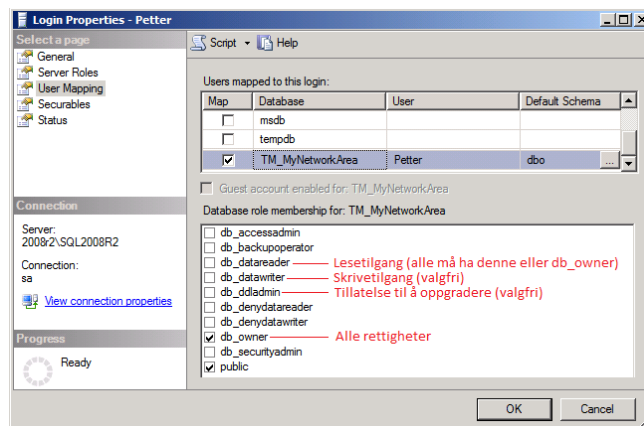 Login Properties - Petter
Select a page
General
Server Roles
User Mapping
Securables
Status
Script Help
Users mapped to this login:
Map Database User Default Schema
msdb
tempdb
TM_MyNetworkArea Petter dbo ...
Guest account enabled for: TM_MyNetworkArea
Database role membership for: TM_MyNetworkArea
db_accessadmin
db_backupoperator
db_datareader Lesetilgang (alle må ha denne eller db_owner)
db_datawriter Skrivetilgang (valgfri)
db_ddladmin Tillatelse til å oppgradere (valgfri)
db_denydatareader
db_denydatawriter
db_owner Alle rettigheter
db_securityadmin
public
Connection
Server:
2008r2\SQL2008R2
Connection:
sa
View connection properties
Progress
Ready
OK Cancel